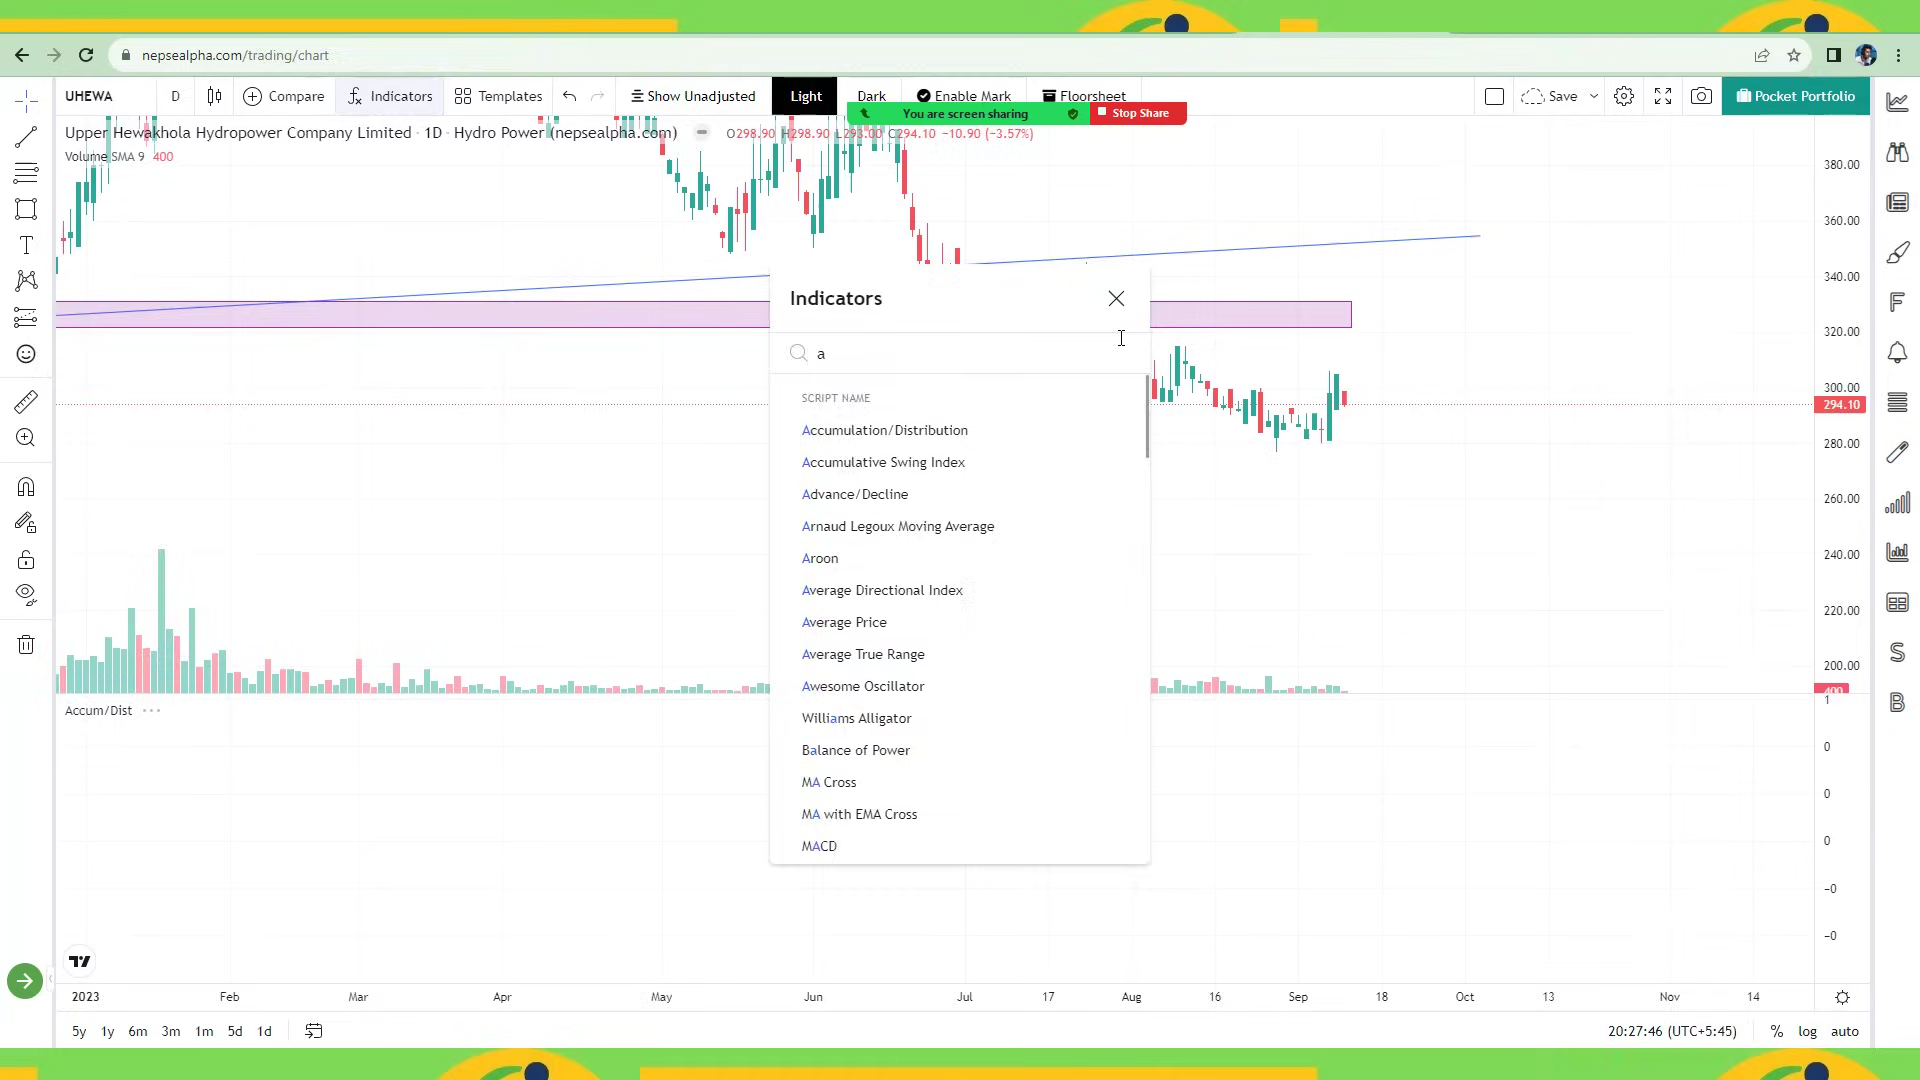 nepsealpha.com/trading/chart
UHEWA D Compare Indicators Templates Show Unadjusted Light Dark Enable Mark Floorsheet Save Pocket Portfolio
You are screen sharing Stop Share
Upper Hewakhola Hydropower Company Limited · 1D · Hydro Power (nepsealpha.com) O298.90 H298.90 L293.00 C294.10 −10.90 (−3.57%)
Volume SMA 9 400
380.00
360.00
340.00
320.00
300.00
294.10
280.00
260.00
240.00
220.00
200.00
400
Indicators
a
SCRIPT NAME
Accumulation/Distribution
Accumulative Swing Index
Advance/Decline
Arnaud Legoux Moving Average
Aroon
Average Directional Index
Average Price
Average True Range
Awesome Oscillator
Williams Alligator
Balance of Power
MA Cross
MA with EMA Cross
MACD
Accum/Dist
1
0
0
0
−0
−0
T
F
S
B
2023 Feb Mar Apr May Jun Jul 17 Aug 16 Sep 18 Oct 13 Nov 14
5y 1y 6m 3m 1m 5d 1d 20:27:46 (UTC+5:45) % log auto